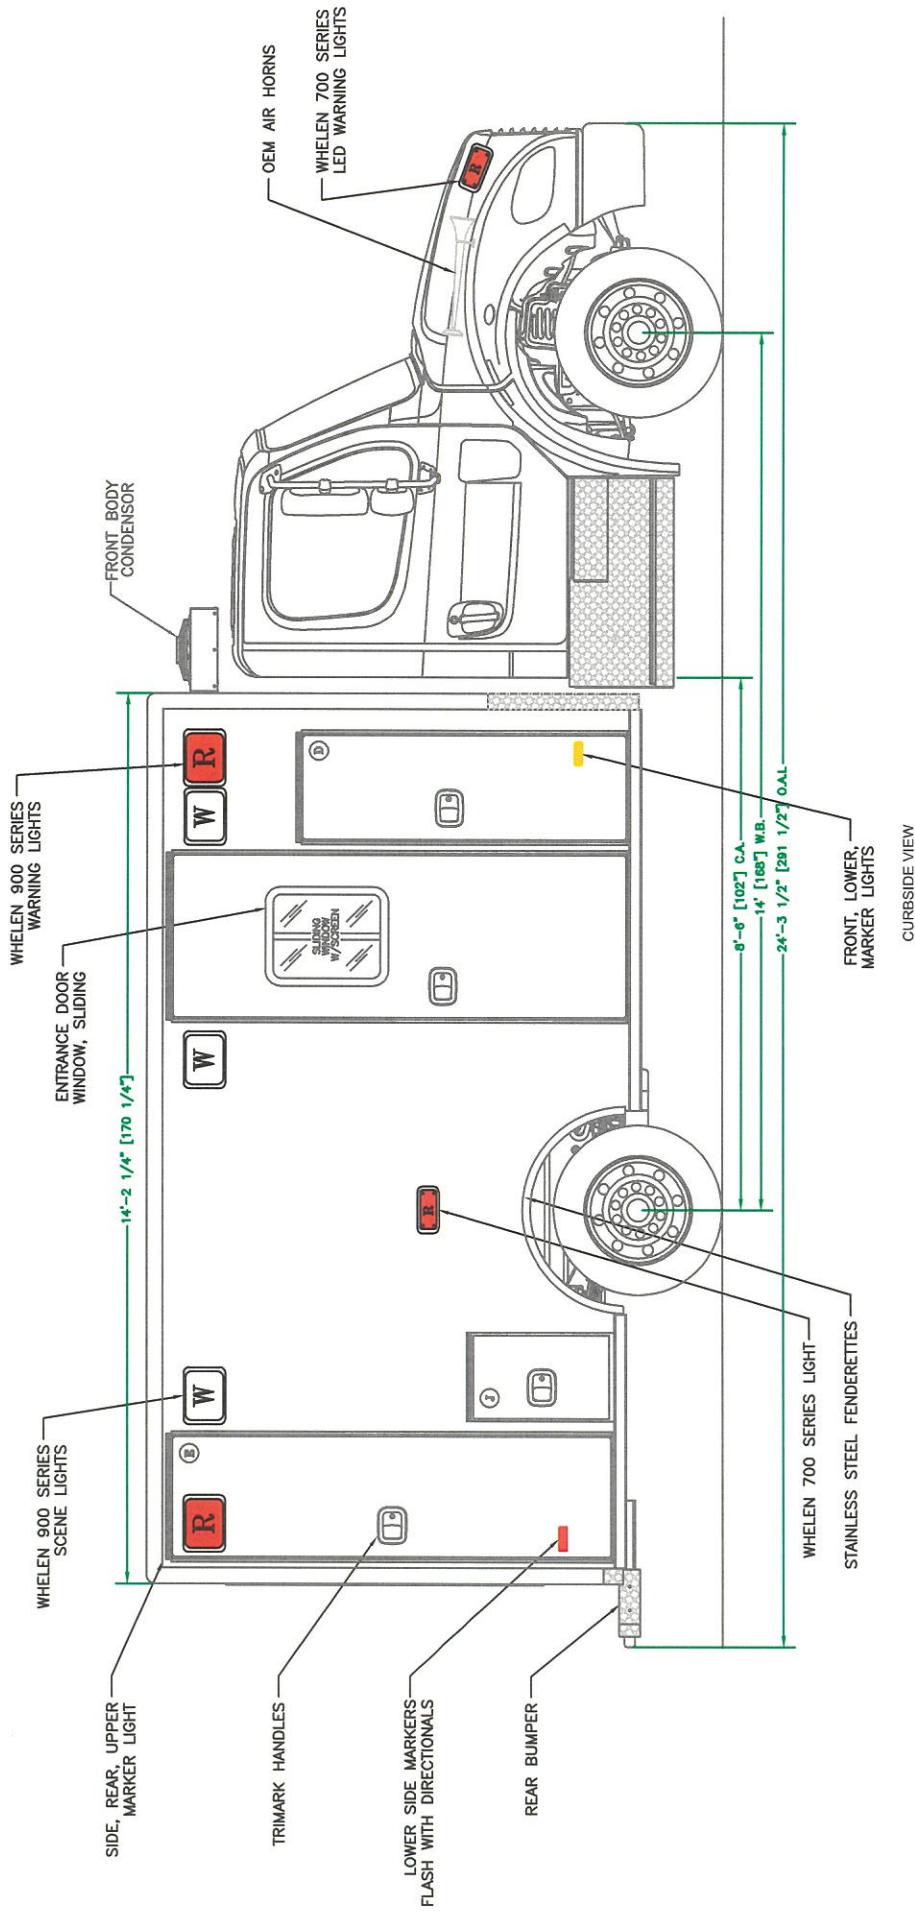 WHELEN 900 SERIES
SCENE LIGHTS
ENTRANCE DOOR
WINDOW, SLIDING
WHELEN 900 SERIES
WARNING LIGHTS
FRONT BODY
CONDENSOR
OEM AIR HORNS
WHELEN 700 SERIES
LED WARNING LIGHTS
SIDE, REAR, UPPER
MARKER LIGHT
14'-2 1/4" [170 1/4"]
R
E
W
W
W
R
SLIDING
WINDOW
W/SCREEN
D
R
R
J
TRIMARK HANDLES
LOWER SIDE MARKERS
FLASH WITH DIRECTIONALS
REAR BUMPER
8'-6" [102"] C.A.
14' [168"] W.B.
24'-3 1/2" [291 1/2"] O.A.L
WHELEN 700 SERIES LIGHT
STAINLESS STEEL FENDERETTES
FRONT, LOWER,
MARKER LIGHTS
CURBSIDE VIEW